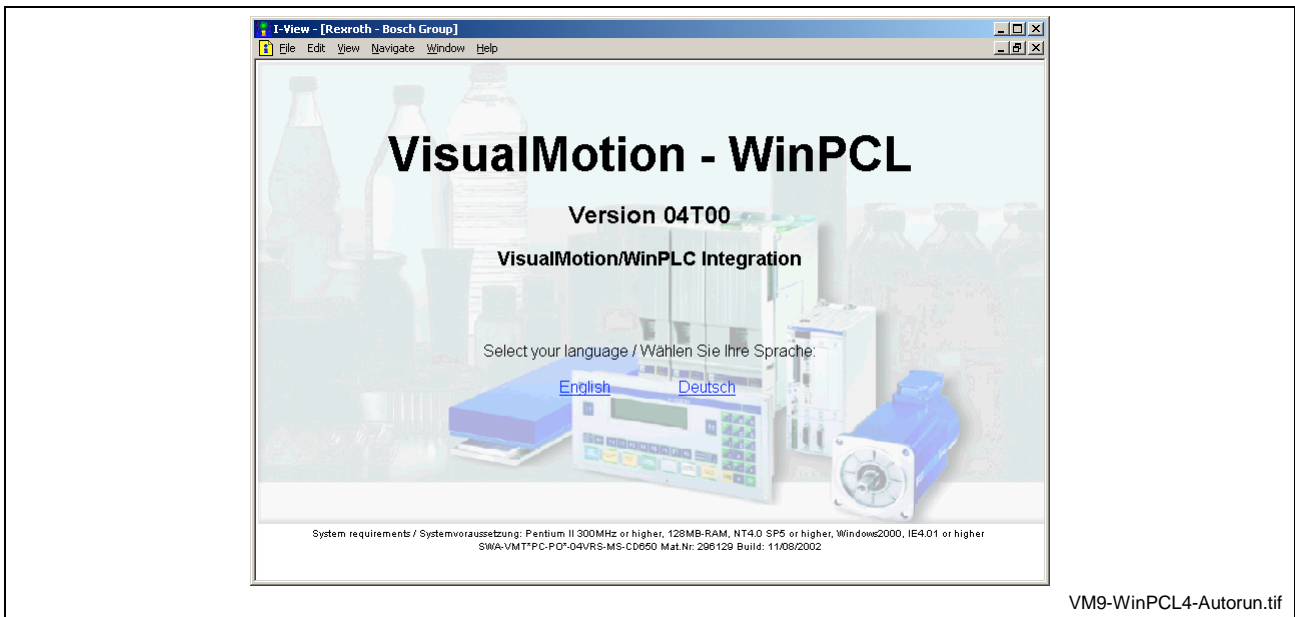 I-View - [Rexroth - Bosch Group]
File Edit View Navigate Window Help
VisualMotion - WinPCL
Version 04T00
VisualMotion/WinPLC Integration
Select your language / Wählen Sie Ihre Sprache:
English Deutsch
System requirements / Systemvoraussetzung: Pentium II 300MHz or higher, 128MB-RAM, NT4.0 SP5 or higher, Windows2000, IE4.01 or higher
SWA-VMT*PC-PO*-04VRS-MS-CD650 Mat.Nr: 296129 Build: 11/08/2002
VM9-WinPCL4-Autorun.tif